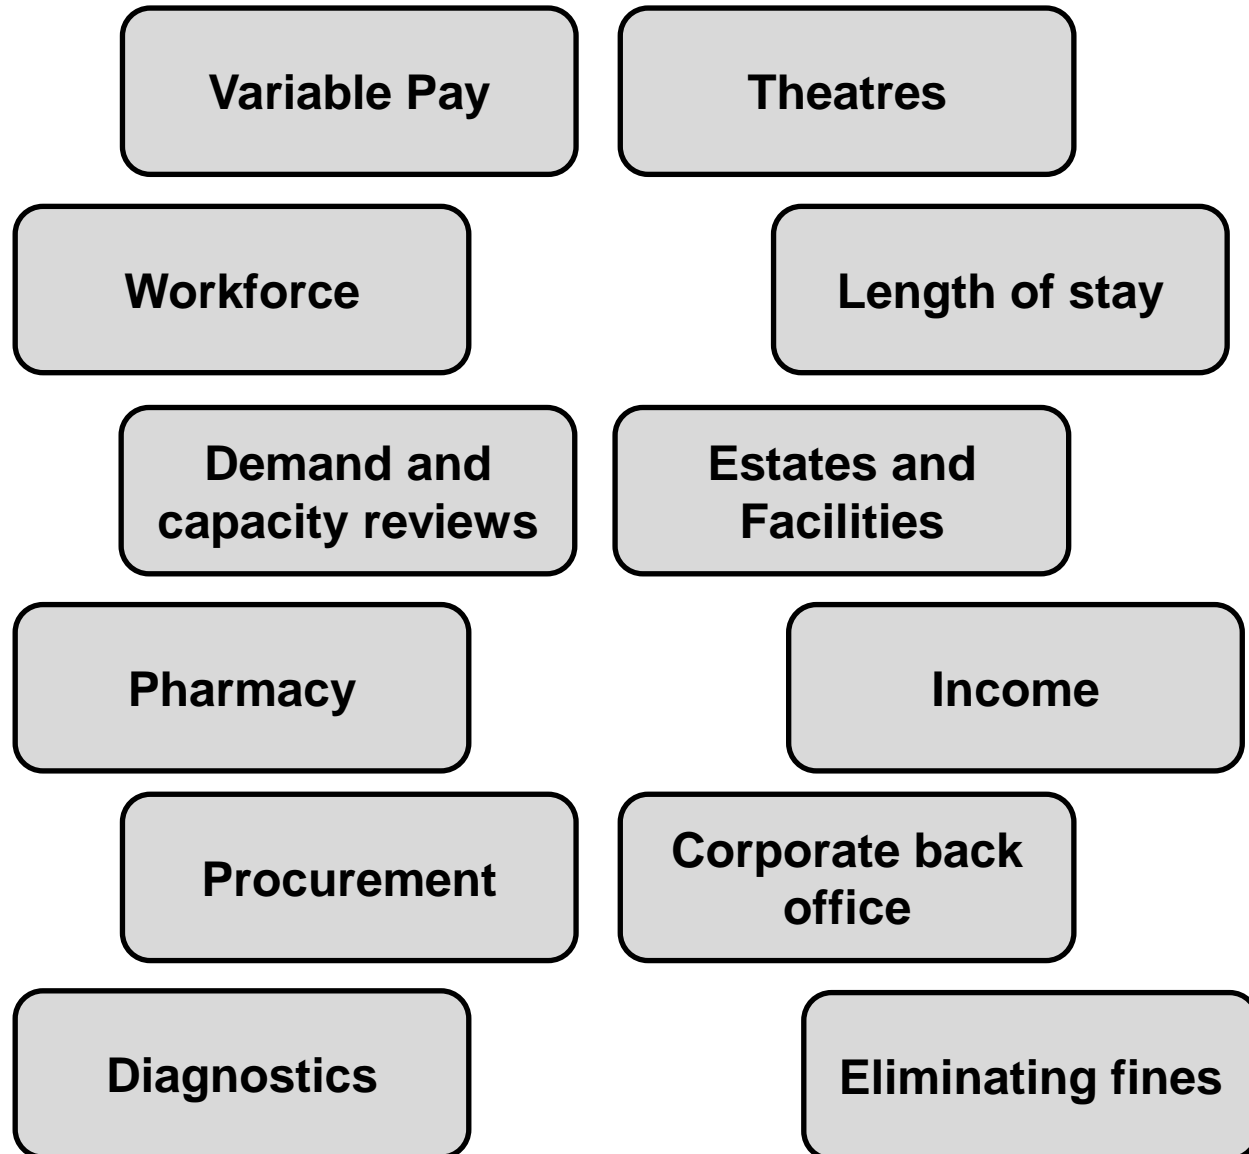 Variable Pay
Theatres
Workforce
Length of stay
Demand and
capacity reviews
Estates and
Facilities
Pharmacy
Income
Procurement
Corporate back
office
Diagnostics
Eliminating fines